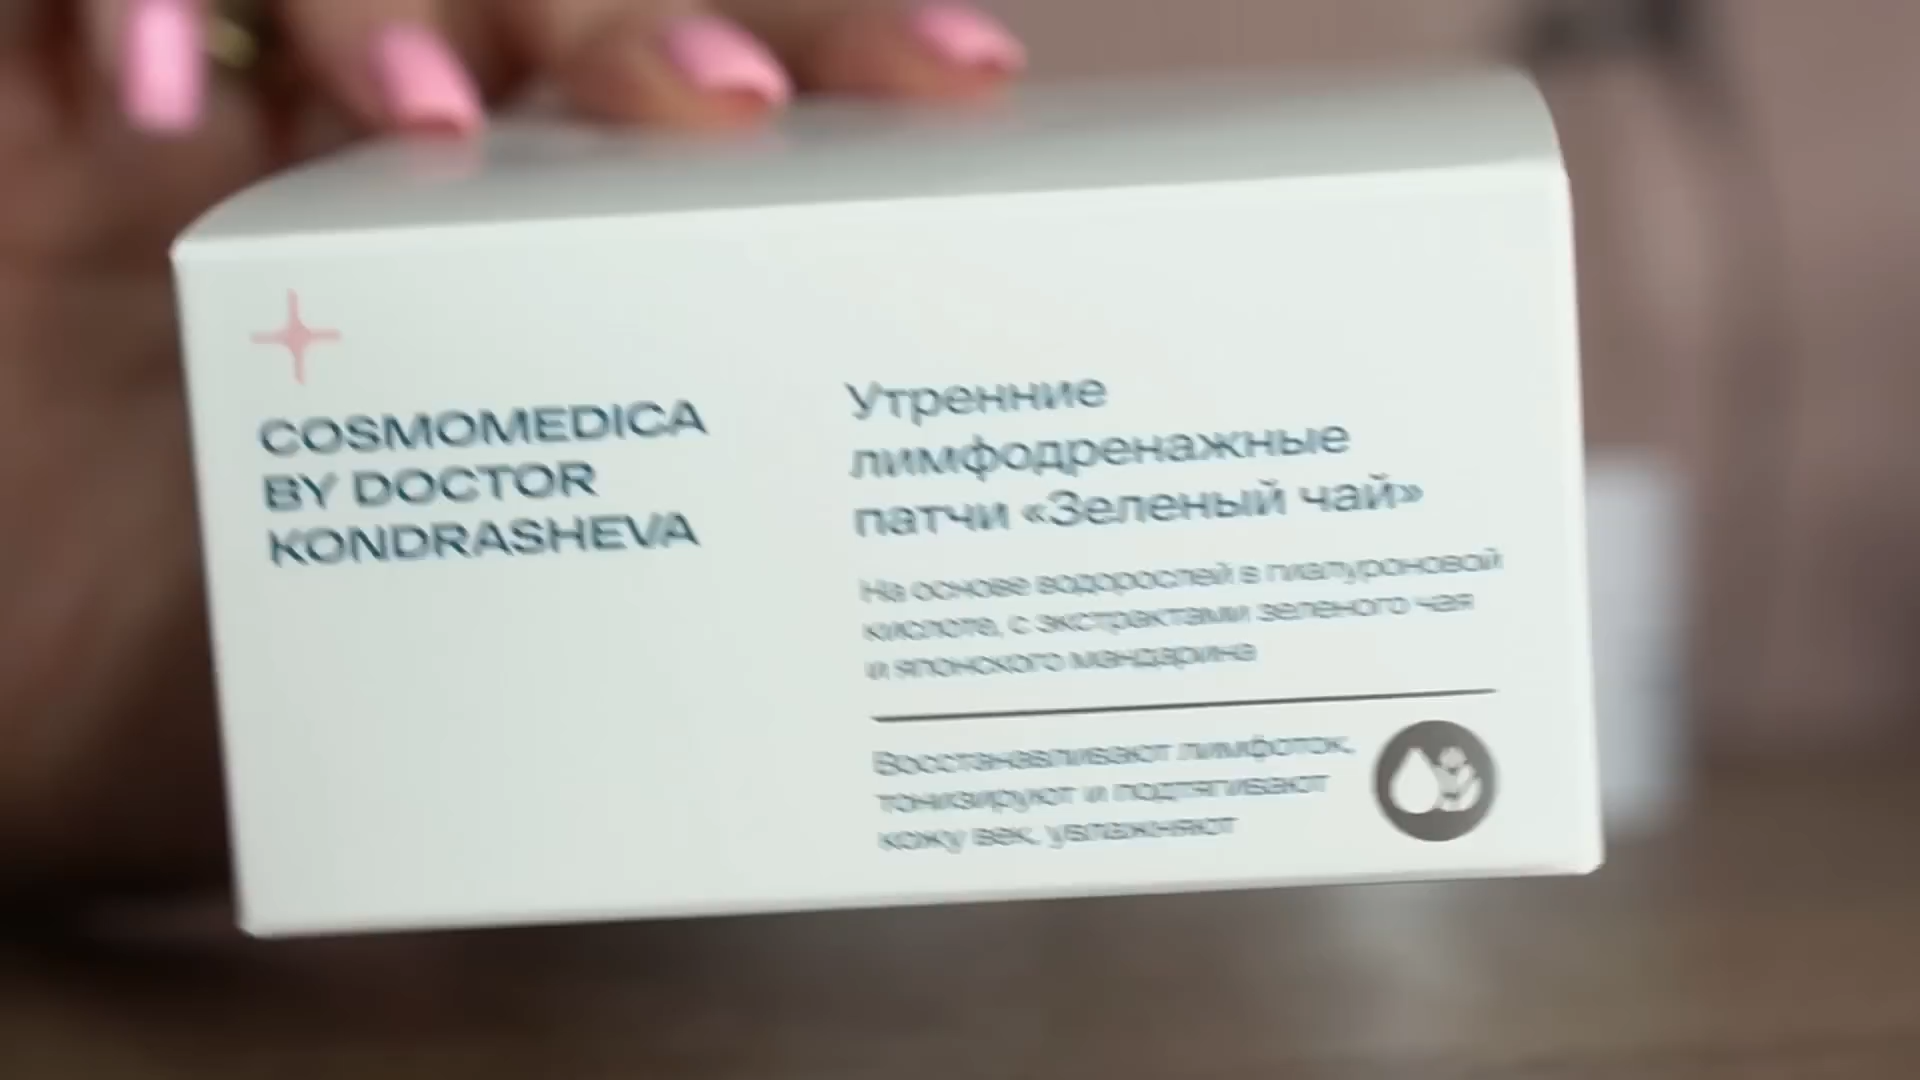 COSMOMEDICA
BY DOCTOR
KONDRASHEVA
Утренние
лимфодренажные
патчи «Зеленый чай»
На основе водорослей в гиалуроновой
кислоте, с экстрактами зеленого чая
и японского мандарина
Восстанавливают лимфоток,
тонизируют и подтягивают
кожу век, увлажняют